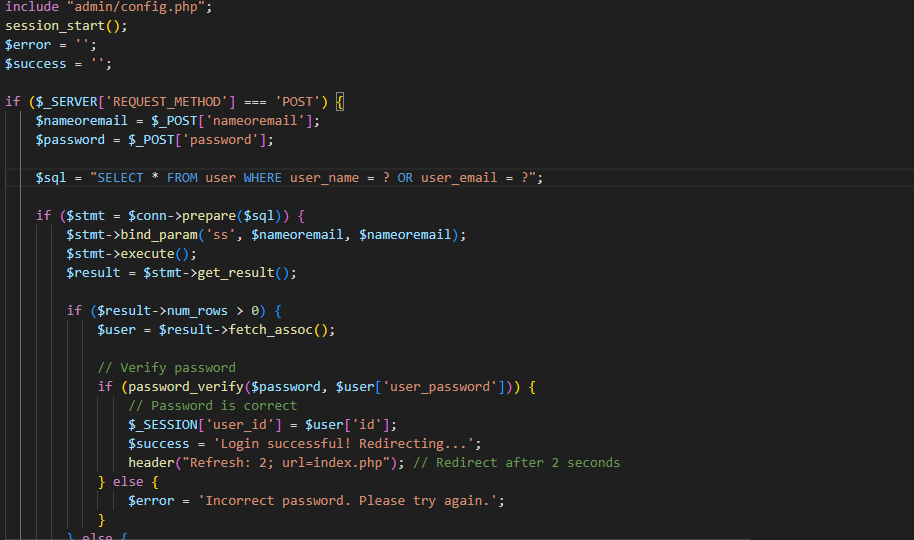 include "admin/config.php";
session_start();
$error = '';
$success = '';
if ($_SERVER['REQUEST_METHOD'] === 'POST') {
$nameoremail = $_POST['nameoremail'];
$password = $_POST['password'];
$sql = "SELECT * FROM user WHERE user_name = ? OR user_email = ?";
if ($stmt = $conn->prepare($sql)) {
$stmt->bind_param('ss', $nameoremail, $nameoremail);
$stmt->execute();
$result = $stmt->get_result();
if ($result->num_rows > 0) {
$user = $result->fetch_assoc();
// Verify password
if (password_verify($password, $user['user_password'])) {
// Password is correct
$_SESSION['user_id'] = $user['id'];
$success = 'Login successful! Redirecting...';
header("Refresh: 2; url=index.php"); // Redirect after 2 seconds
} else {
$error = 'Incorrect password. Please try again.';
}
} else {